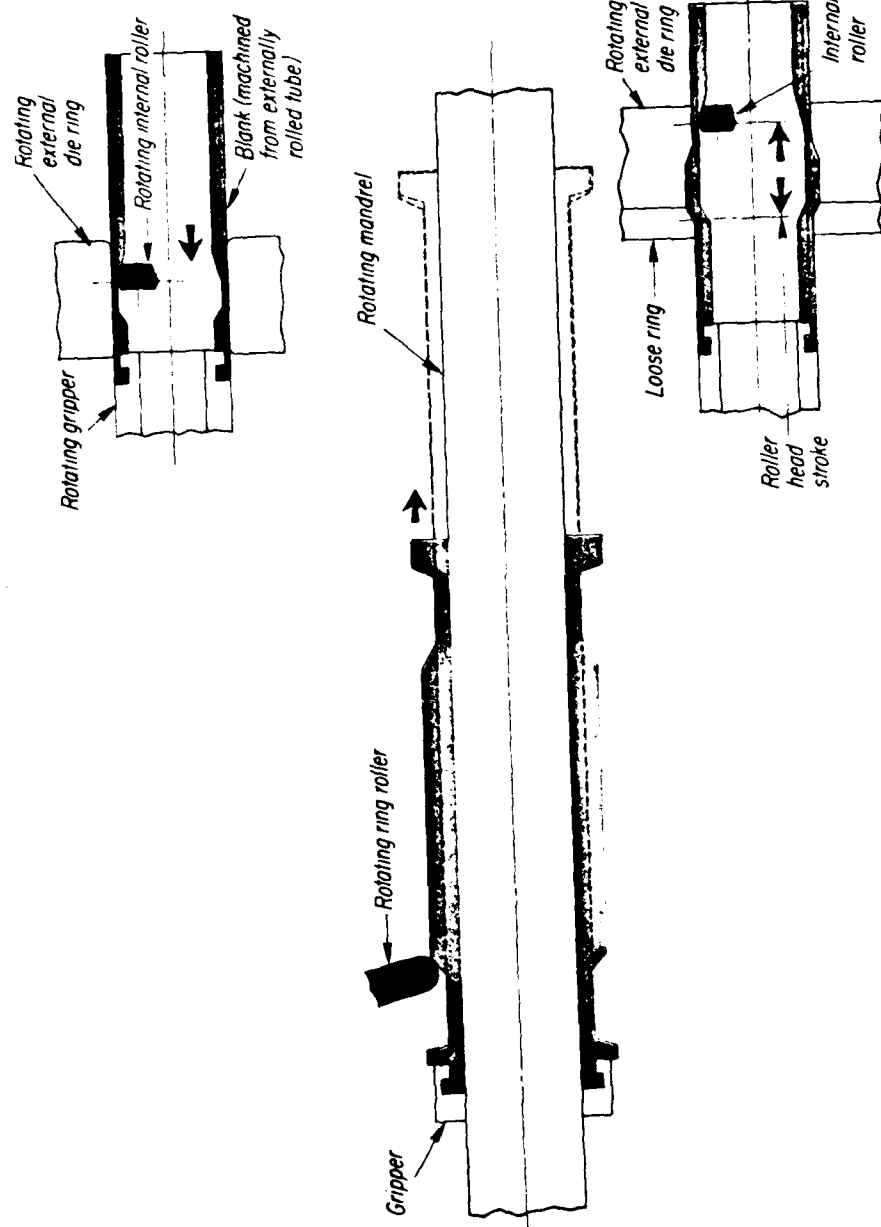 Rotating
external
die ring
Rotating internal roller
Rotating gripper
Blank (machined
from externally
rolled tube)
Rotating mandrel
Rotating ring roller
Gripper
Rotating
external
die ring
Internal
roller
Loose ring
Roller
head
stroke